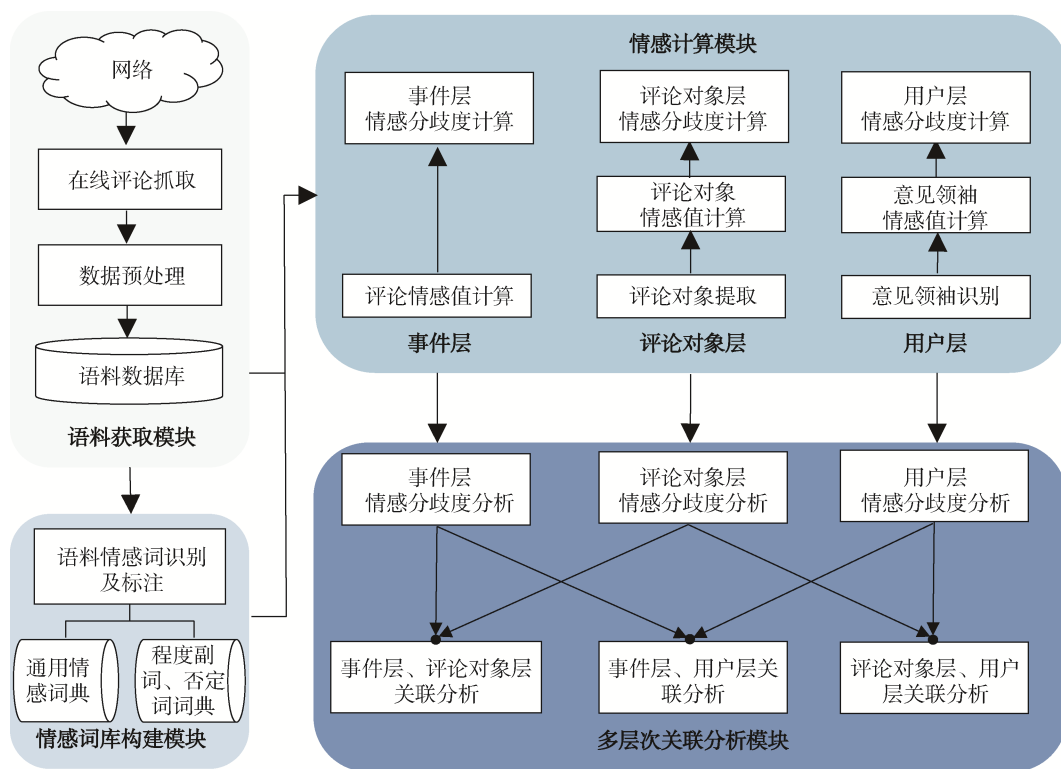 网络
在线评论抓取
数据预处理
语料数据库
语料获取模块
语料情感词识别
及标注
通用情
感词典
程度副
词、否定
词词典
情感词库构建模块
情感计算模块
事件层
情感分歧度计算
评论情感值计算
事件层
评论对象层
情感分歧度计算
评论对象
情感值计算
评论对象提取
评论对象层
用户层
情感分歧度计算
意见领袖
情感值计算
意见领袖识别
用户层
事件层
情感分歧度分析
评论对象层
情感分歧度分析
用户层
情感分歧度分析
事件层、评论对象层
关联分析
事件层、用户层关
联分析
评论对象层、用户
层关联分析
多层次关联分析模块